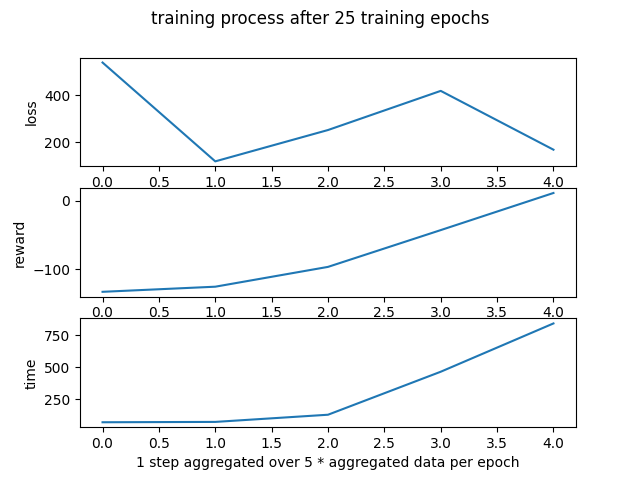 training process after 25 training epochs
400
200
loss
0.0 0.5 1.0 1.5 2.0 2.5 3.0 3.5 4.0
0
−100
reward
0.0 0.5 1.0 1.5 2.0 2.5 3.0 3.5 4.0
750
500
250
time
0.0 0.5 1.0 1.5 2.0 2.5 3.0 3.5 4.0
1 step aggregated over 5 * aggregated data per epoch